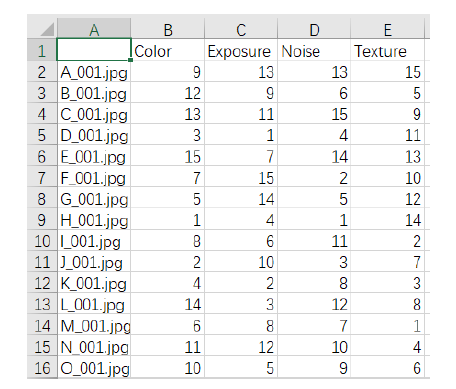 A B C D E
1 Color Exposure Noise Texture
2 A_001.jpg 9 13 13 15
3 B_001.jpg 12 9 6 5
4 C_001.jpg 13 11 15 9
5 D_001.jpg 3 1 4 11
6 E_001.jpg 15 7 14 13
7 F_001.jpg 7 15 2 10
8 G_001.jpg 5 14 5 12
9 H_001.jpg 1 4 1 14
10 I_001.jpg 8 6 11 2
11 J_001.jpg 2 10 3 7
12 K_001.jpg 4 2 8 3
13 L_001.jpg 14 3 12 8
14 M_001.jpg 6 8 7 1
15 N_001.jpg 11 12 10 4
16 O_001.jpg 10 5 9 6